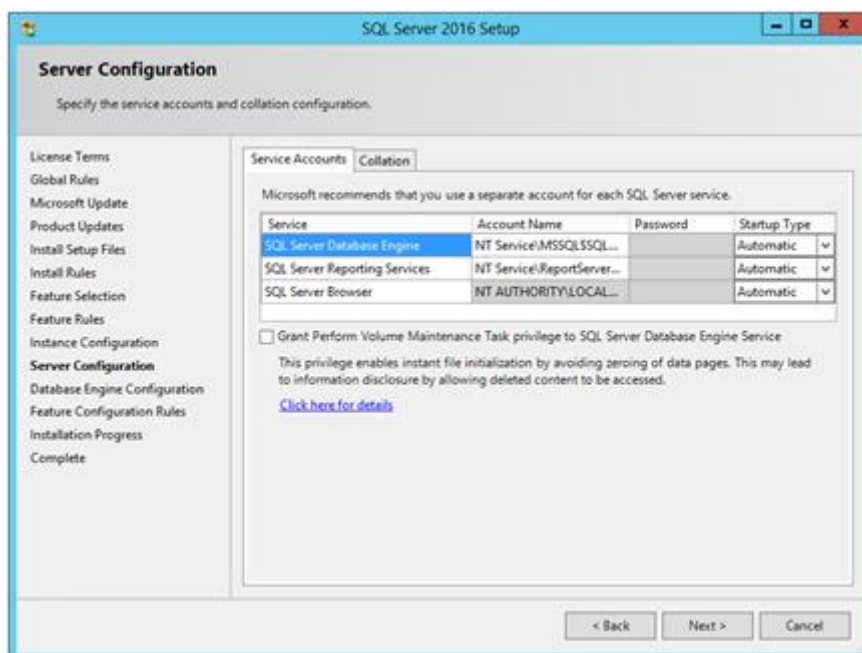 SQL Server 2016 Setup
Server Configuration
Specify the service accounts and collation configuration.
License Terms
Global Rules
Microsoft Update
Product Updates
Install Setup Files
Install Rules
Feature Selection
Feature Rules
Instance Configuration
Server Configuration
Database Engine Configuration
Feature Configuration Rules
Installation Progress
Complete
Service Accounts Collation
Microsoft recommends that you use a separate account for each SQL Server service.
Service Account Name Password Startup Type
SQL Server Database Engine NT Service\MSSQL$SQL... Automatic
SQL Server Reporting Services NT Service\ReportServer... Automatic
SQL Server Browser NT AUTHORITY\LOCAL... Automatic
Grant Perform Volume Maintenance Task privilege to SQL Server Database Engine Service
This privilege enables instant file initialization by avoiding zeroing of data pages. This may lead
to information disclosure by allowing deleted content to be accessed.
Click here for details
< Back Next > Cancel